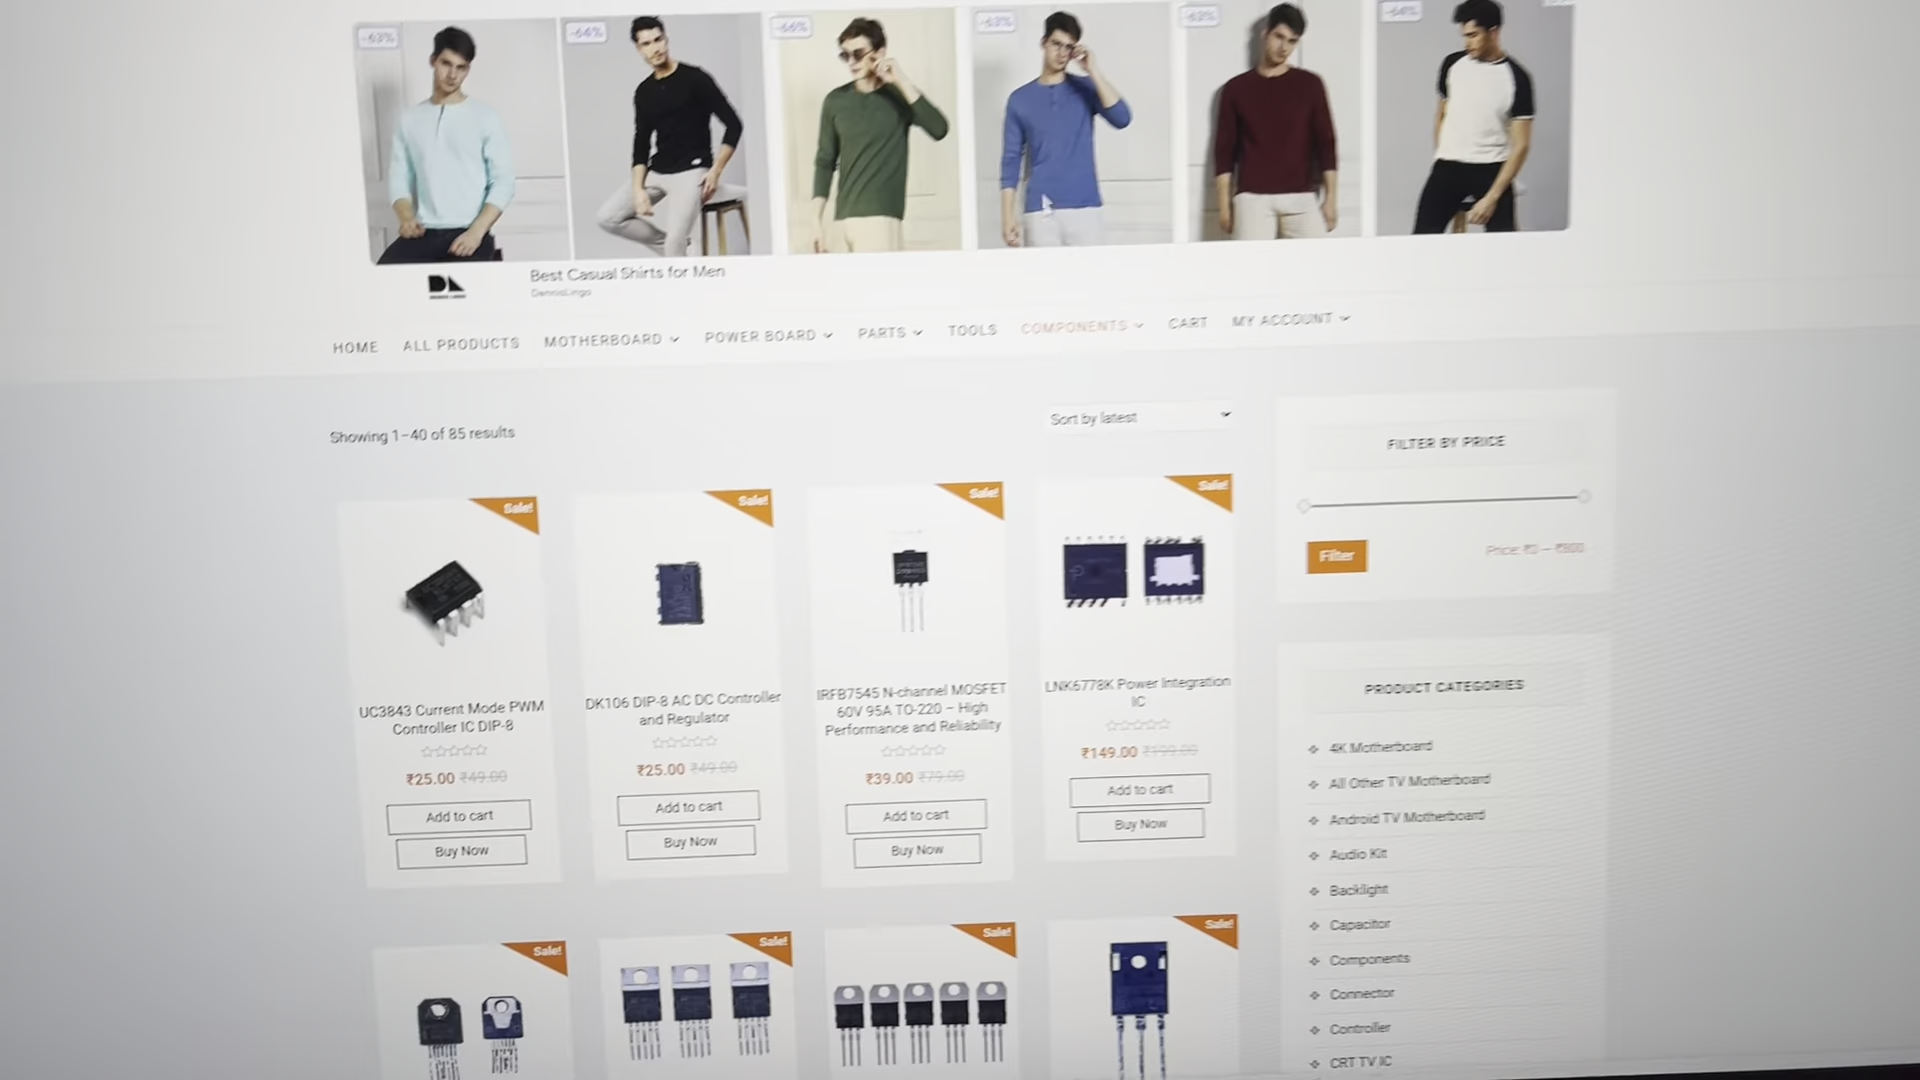 -63%
-64%
-66%
-63%
-63%
-64%
Best Casual Shirts for Men
DennisLingo
HOME
ALL PRODUCTS
MOTHERBOARD
POWER BOARD
PARTS
TOOLS
COMPONENTS
CART
MY ACCOUNT
Showing 1–40 of 85 results
Sort by latest
FILTER BY PRICE
Filter
Price: ₹0 — ₹800
Sale!
UC3843 Current Mode PWM
Controller IC DIP-8
₹25.00 ₹49.00
Add to cart
Buy Now
Sale!
DK106 DIP-8 AC DC Controller
and Regulator
₹25.00 ₹49.00
Add to cart
Buy Now
Sale!
IRFB7545 N-channel MOSFET
60V 95A TO-220 – High
Performance and Reliability
₹39.00 ₹79.00
Add to cart
Buy Now
Sale!
LNK6778K Power Integration
IC
₹149.00 ₹199.00
Add to cart
Buy Now
Sale!
Sale!
Sale!
Sale!
PRODUCT CATEGORIES
4K Motherboard
All Other TV Motherboard
Android TV Motherboard
Audio Kit
Backlight
Capacitor
Components
Connector
Controller
CRT TV IC